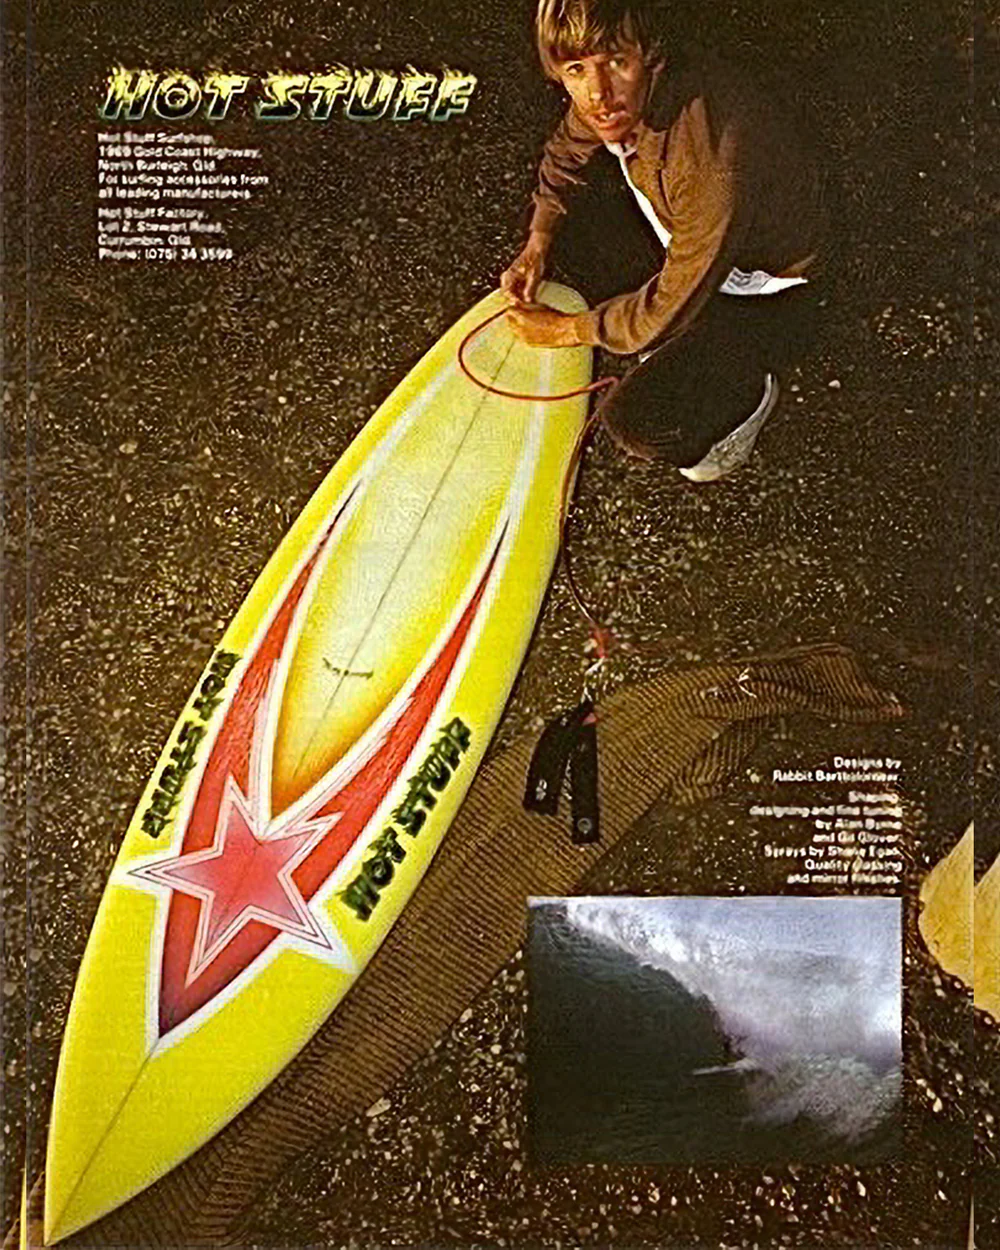 HOT STUFF
Hot Stuff Surfshop,
1969 Gold Coast Highway,
North Burleigh. Qld.
For surfing accessories from
all leading manufacturers.
Hot Stuff Factory,
Lot 2, Stewart Road,
Currumbin. Qld.
Phone: (075) 34 3599
HOT STUFF
HOT STUFF
Designs by
Rabbit Bartholomew.
Shaping,
designing and fine tuning
by Allan Byrne
and Gil Glover.
Sprays by Shane Egan.
Quality glassing
and mirror finishes.